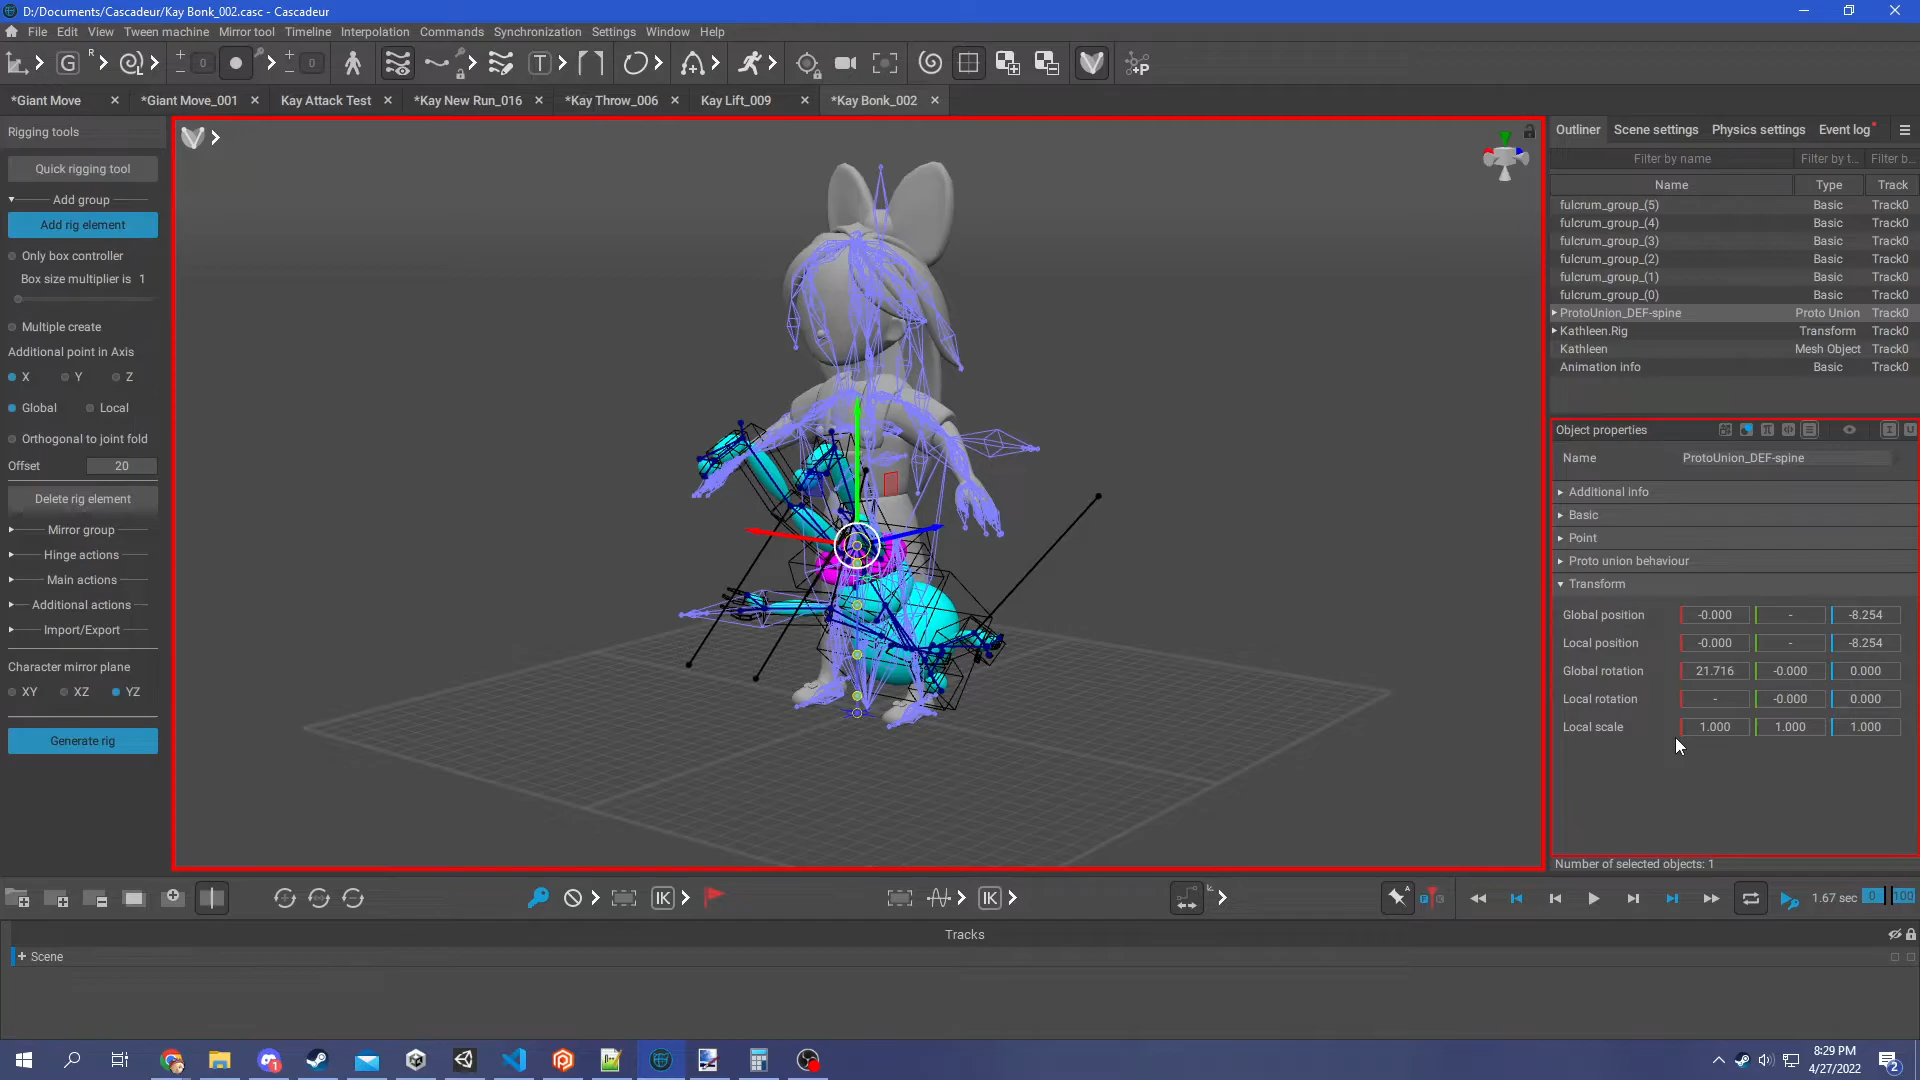 D:/Documents/Cascadeur/Kay Bonk_002.casc - Cascadeur
File Edit View Tween machine Mirror tool Timeline Interpolation Commands Synchronization Settings Window Help
G R 0 0 T +P
*Giant Move *Giant Move_001 Kay Attack Test *Kay New Run_016 *Kay Throw_006 Kay Lift_009 *Kay Bonk_002
Rigging tools
Quick rigging tool
Add group
Add rig element
Only box controller
Box size multiplier is 1
Multiple create
Additional point in Axis
X Y Z
Global Local
Orthogonal to joint fold
Offset 20
Delete rig element
Mirror group
Hinge actions
Main actions
Additional actions
Import/Export
Character mirror plane
XY XZ YZ
Generate rig
Outliner Scene settings Physics settings Event log
Filter by name Filter by t... Filter b...
Name Type Track
fulcrum_group_(5) Basic Track0
fulcrum_group_(4) Basic Track0
fulcrum_group_(3) Basic Track0
fulcrum_group_(2) Basic Track0
fulcrum_group_(1) Basic Track0
fulcrum_group_(0) Basic Track0
ProtoUnion_DEF-spine Proto Union Track0
Kathleen.Rig Transform Track0
Kathleen Mesh Object Track0
Animation info Basic Track0
Object properties
Name ProtoUnion_DEF-spine
Additional info
Basic
Point
Proto union behaviour
Transform
Global position -0.000 - -8.254
Local position -0.000 - -8.254
Global rotation 21.716 -0.000 0.000
Local rotation - -0.000 0.000
Local scale 1.000 1.000 1.000
Number of selected objects: 1
IK IK 1.67 sec 0 100
Tracks
+ Scene
8:29 PM
4/27/2022